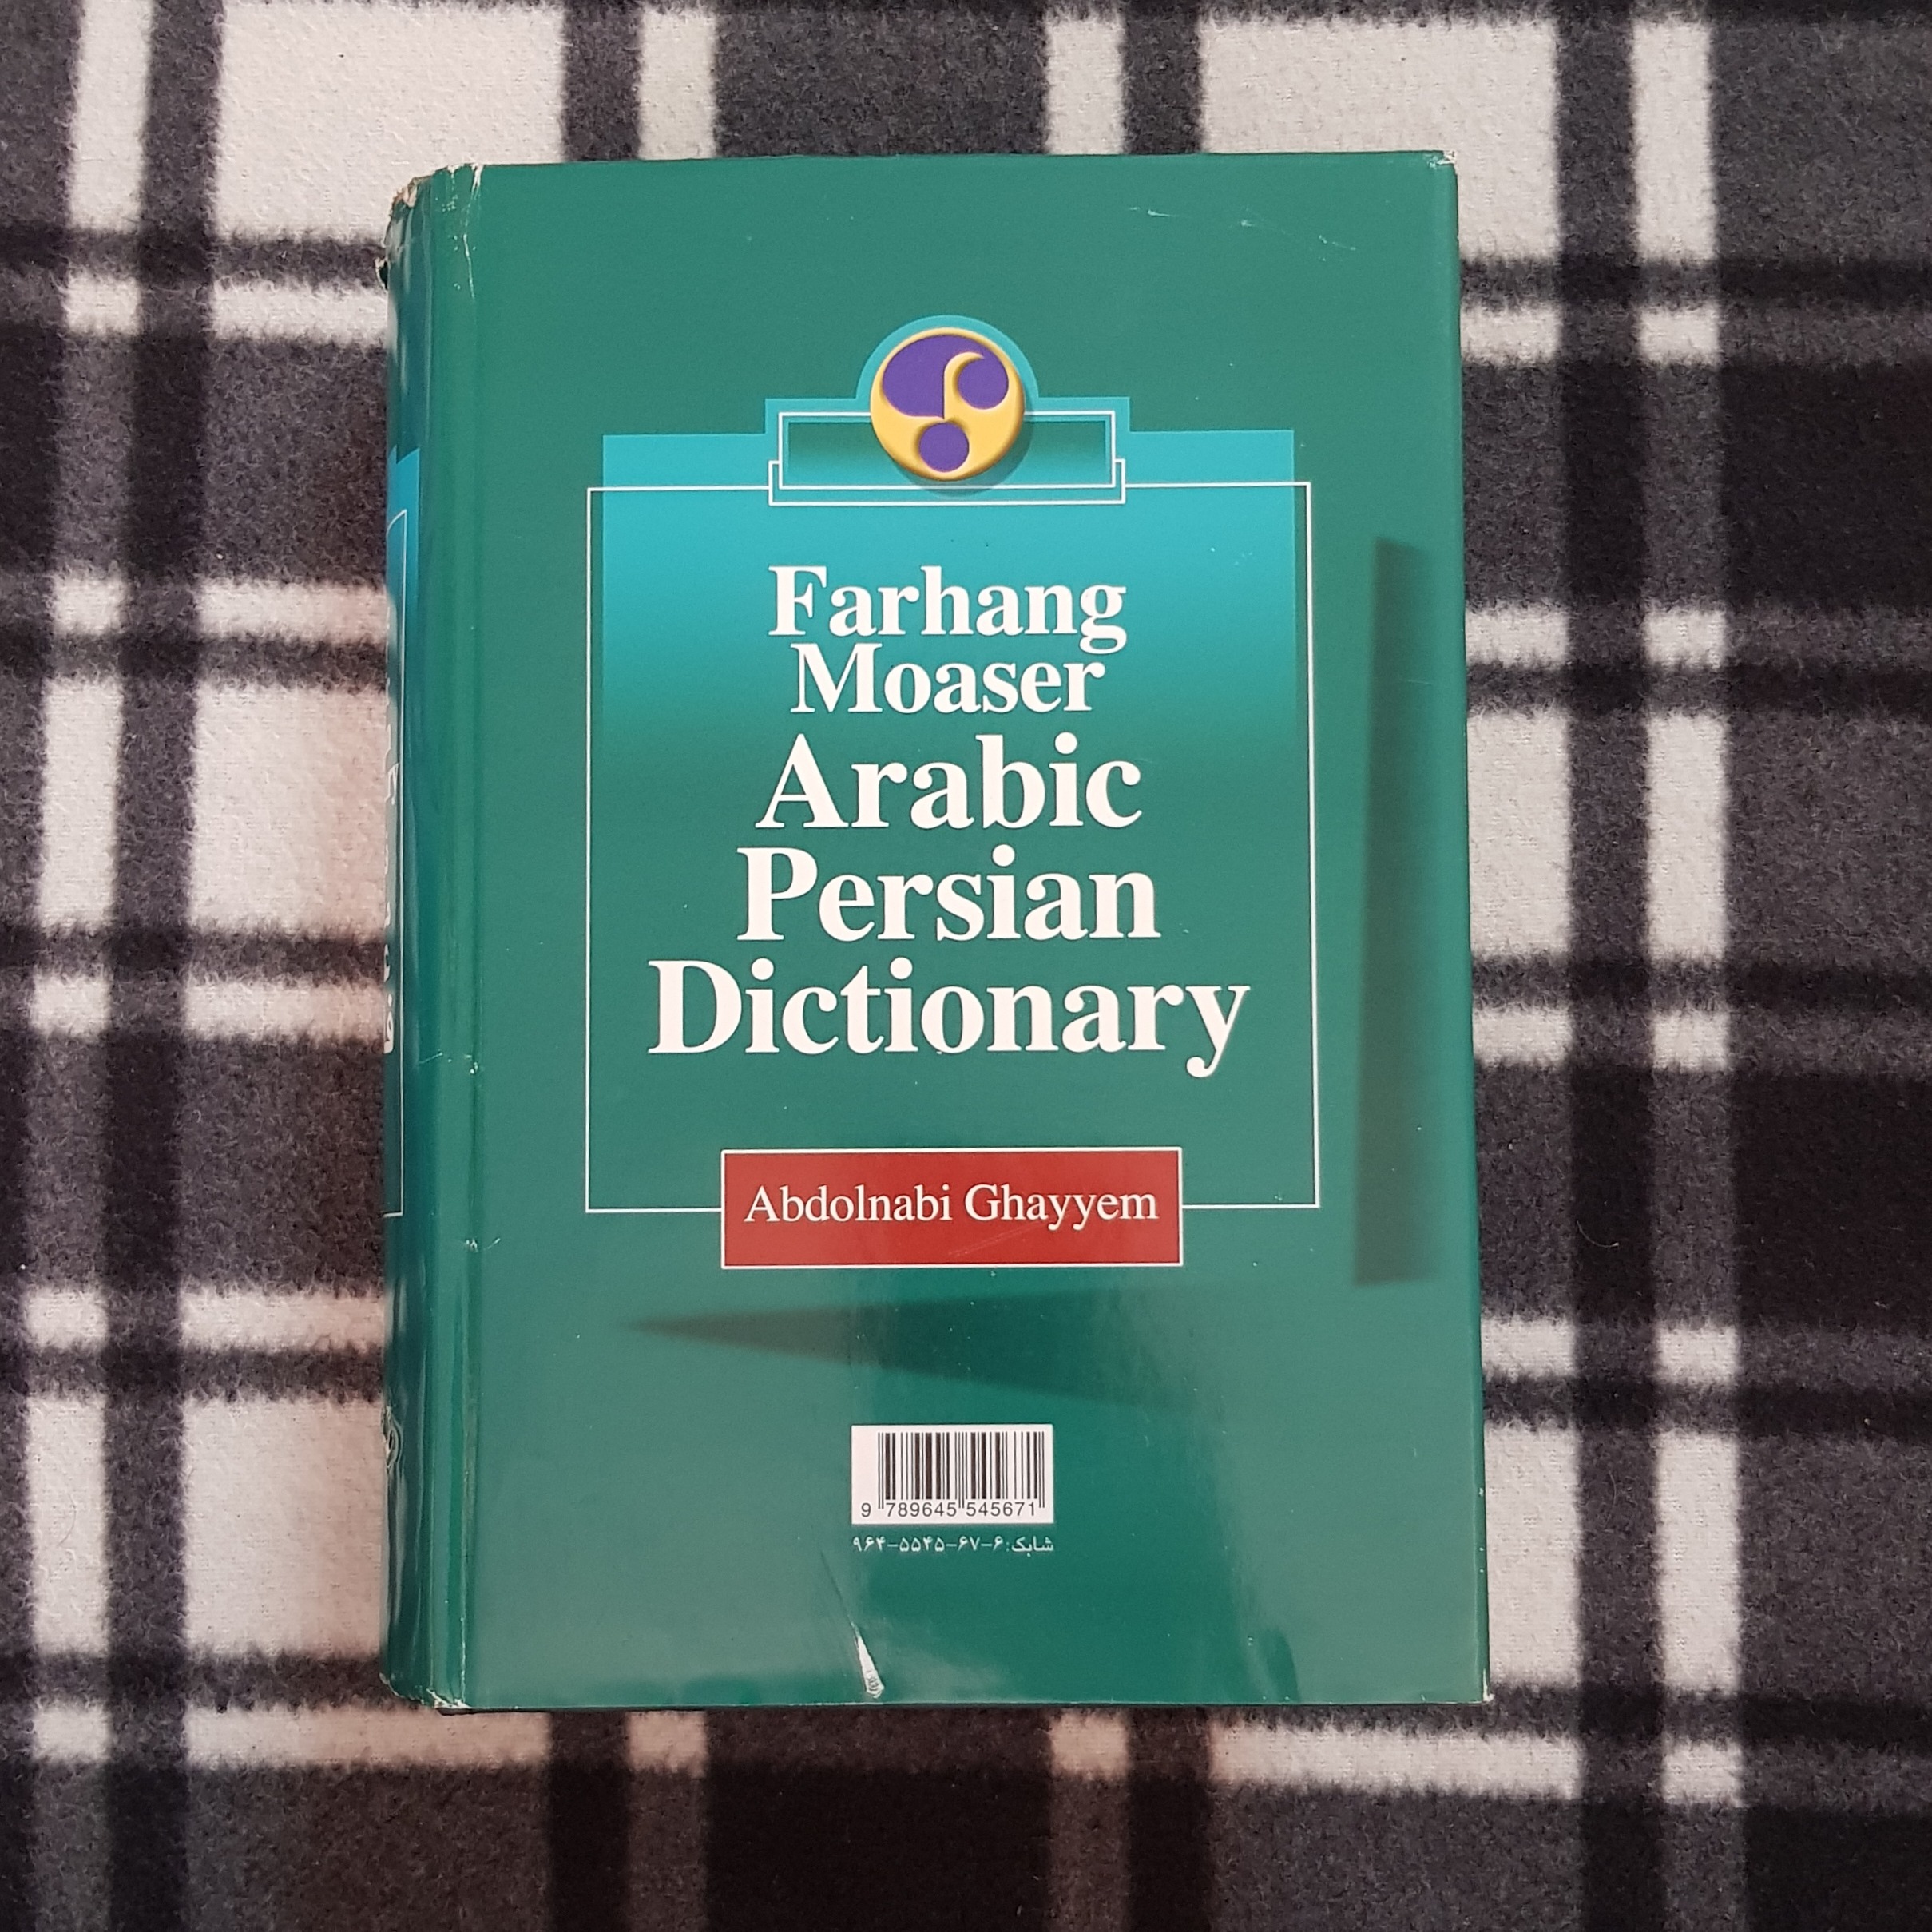 Farhang
Moaser
Arabic
Persian
Dictionary
Abdolnabi Ghayyem
9 789645 545671
شابک: ۶-۶۷-۵۵۴۵-۹۶۴